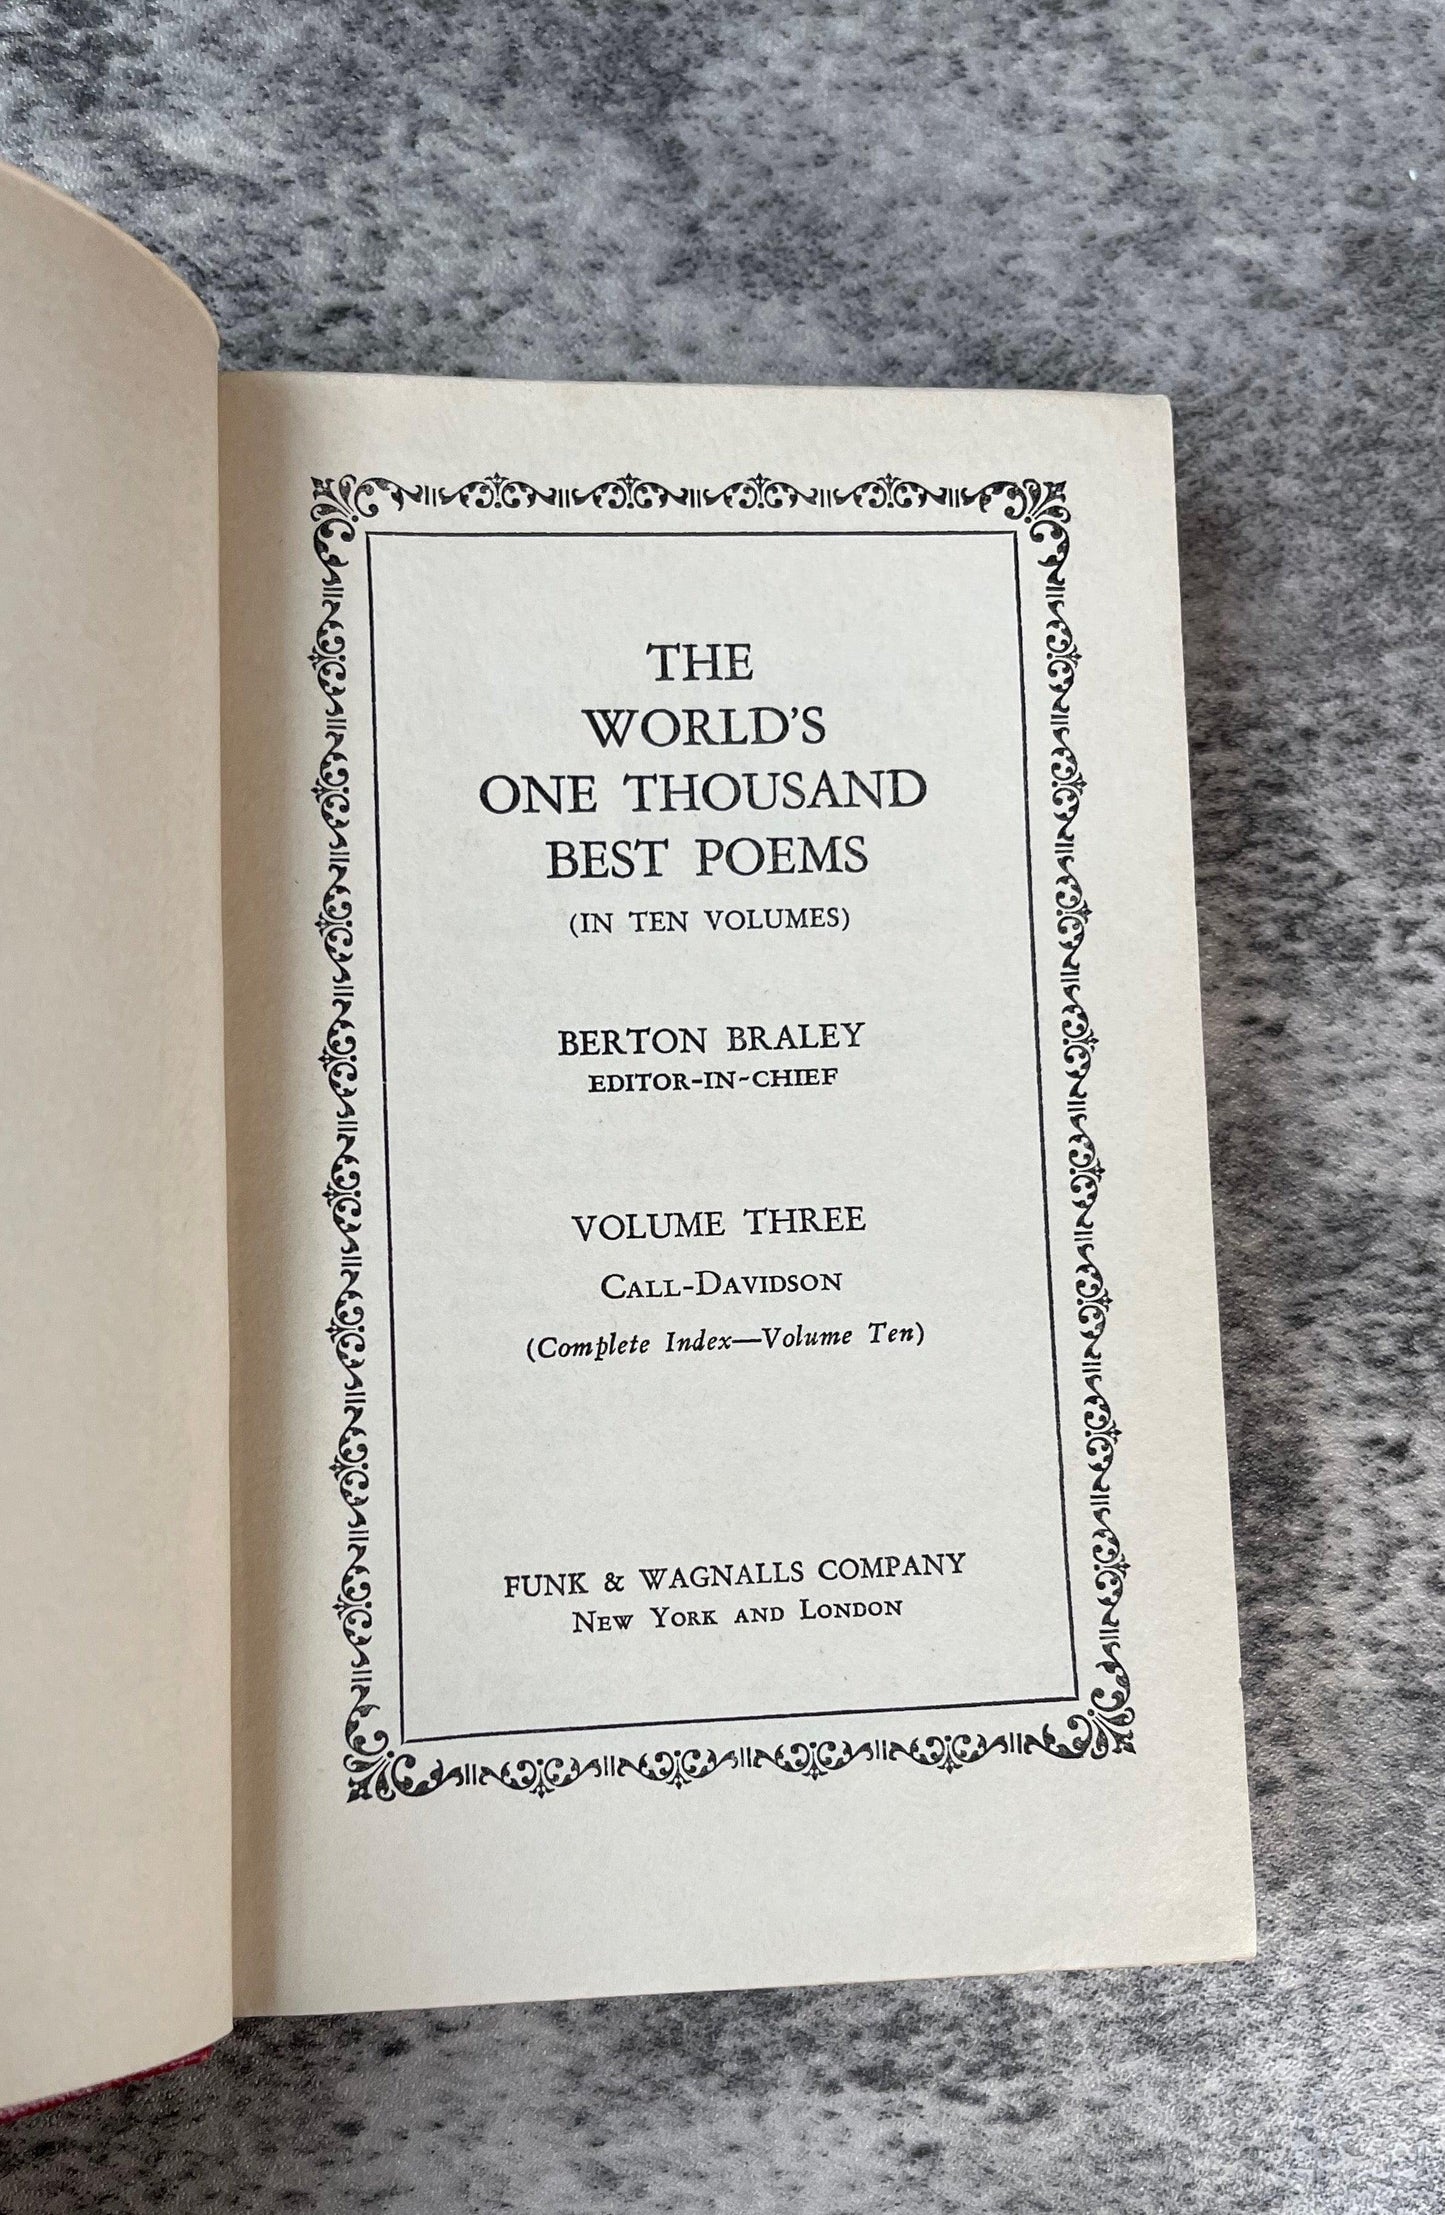 THE
WORLD'S
ONE THOUSAND
BEST POEMS
(IN TEN VOLUMES)
BERTON BRALEY
EDITOR-IN-CHIEF
VOLUME THREE
CALL-DAVIDSON
(Complete Index—Volume Ten)
FUNK & WAGNALLS COMPANY
NEW YORK AND LONDON